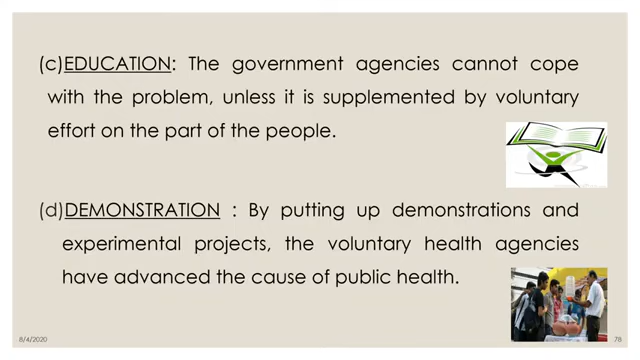 (c)EDUCATION: The government agencies cannot cope
with the problem, unless it is supplemented by voluntary
effort on the part of the people.
(d)DEMONSTRATION : By putting up demonstrations and
experimental projects, the voluntary health agencies
have advanced the cause of public health.
8/4/2020
78